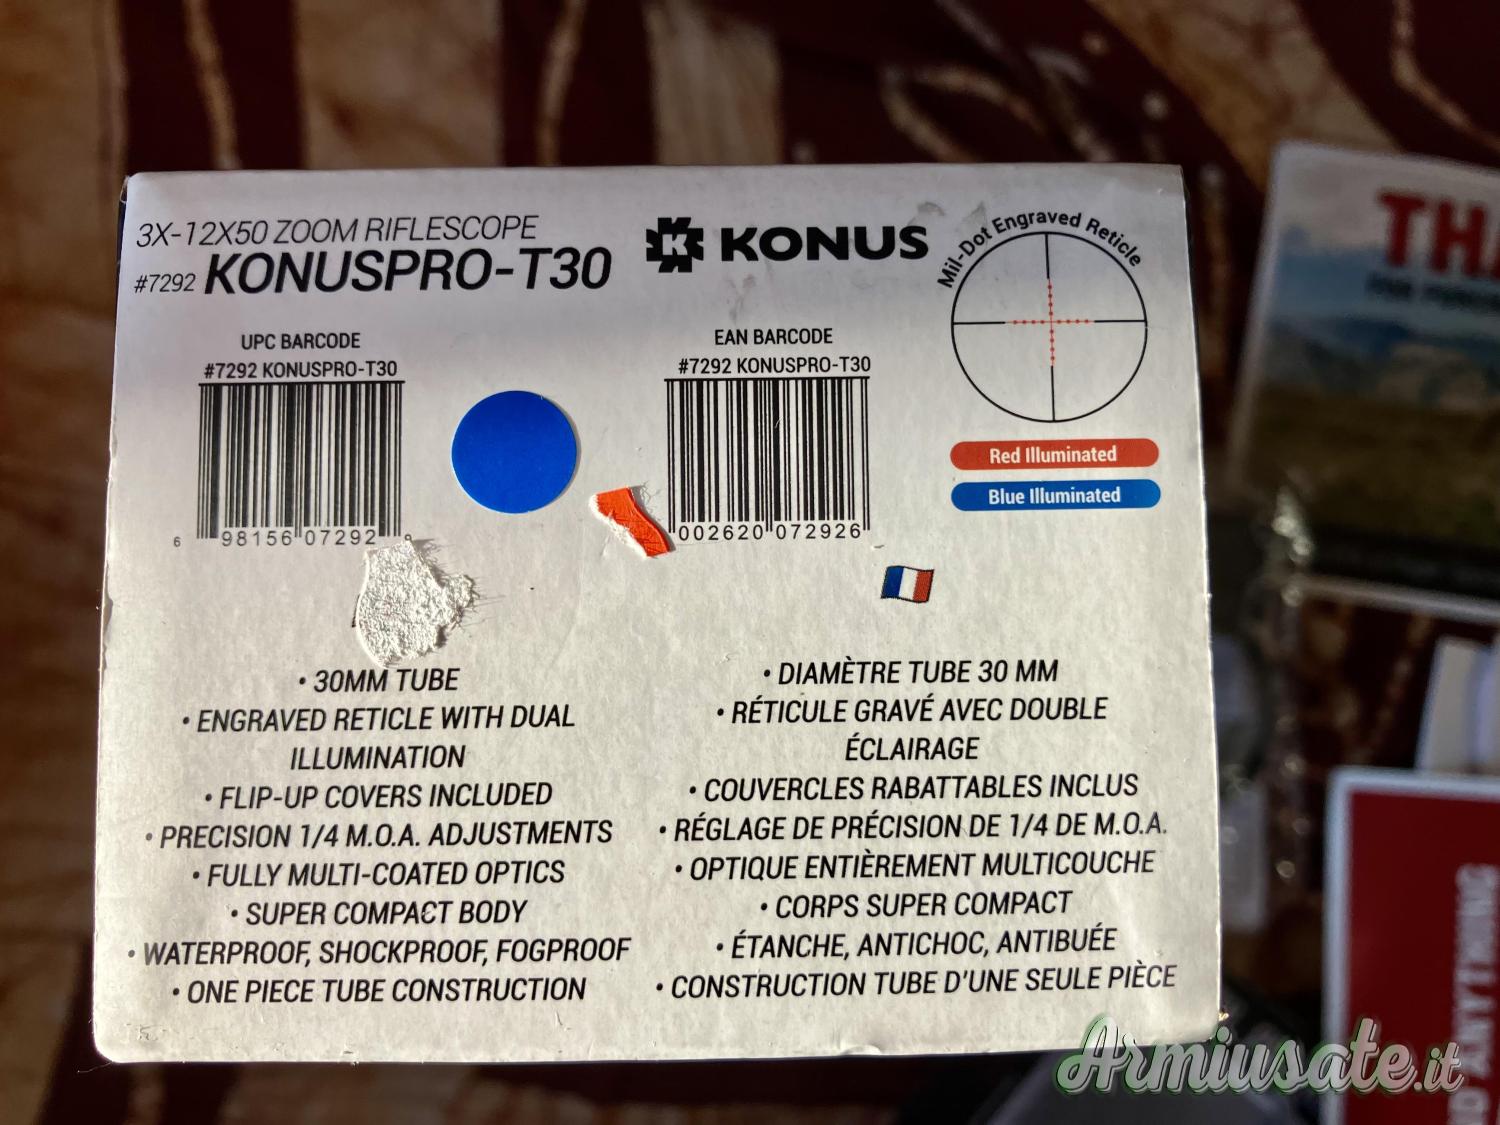 3X-12X50 ZOOM RIFLESCOPE
#7292 KONUSPRO-T30
KONUS
Mil-Dot Engraved Reticle
UPC BARCODE
#7292 KONUSPRO-T30
6 98156 07292
EAN BARCODE
#7292 KONUSPRO-T30
002620 072926
Red Illuminated
Blue Illuminated
• 30MM TUBE
• ENGRAVED RETICLE WITH DUAL
ILLUMINATION
• FLIP-UP COVERS INCLUDED
• PRECISION 1/4 M.O.A. ADJUSTMENTS
• FULLY MULTI-COATED OPTICS
• SUPER COMPACT BODY
• WATERPROOF, SHOCKPROOF, FOGPROOF
• ONE PIECE TUBE CONSTRUCTION
• DIAMÈTRE TUBE 30 MM
• RÉTICULE GRAVÉ AVEC DOUBLE
ÉCLAIRAGE
• COUVERCLES RABATTABLES INCLUS
• RÉGLAGE DE PRÉCISION DE 1/4 DE M.O.A.
• OPTIQUE ENTIÈREMENT MULTICOUCHE
• CORPS SUPER COMPACT
• ÉTANCHE, ANTICHOC, ANTIBUÉE
• CONSTRUCTION TUBE D'UNE SEULE PIÈCE
ANYTHING
Armiusate.it